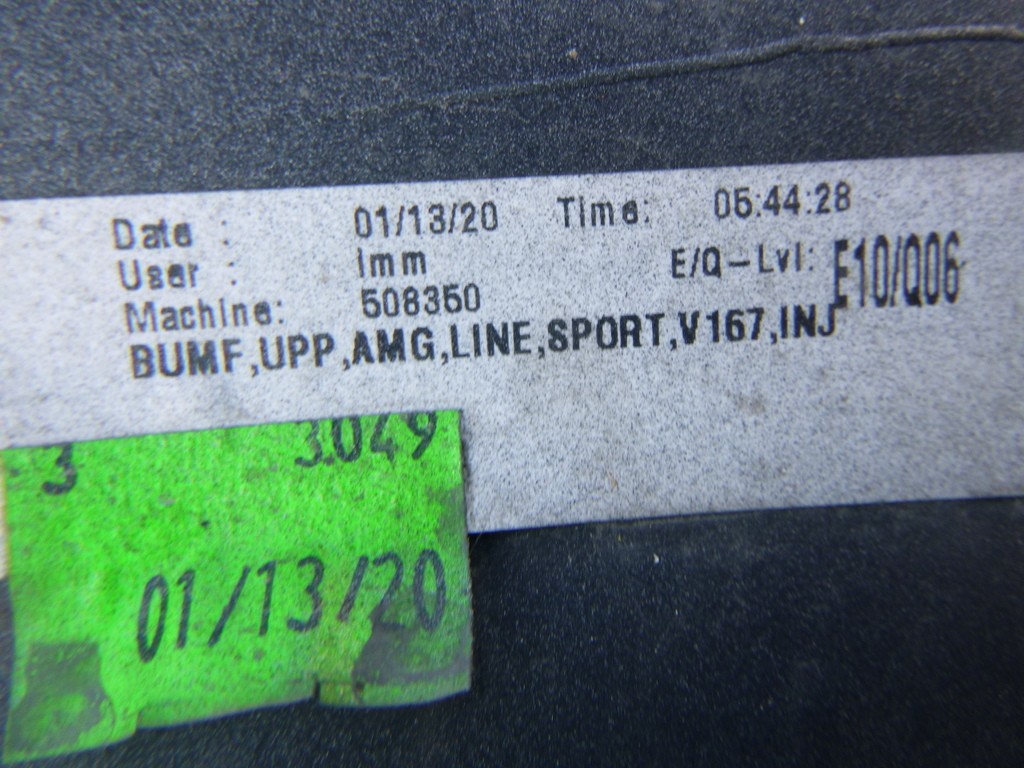 Date : 01/13/20 Time: 05:44:28
User : imm E/Q-Lvl: E10/Q06
Machine: 508350
BUMF,UPP,AMG,LINE,SPORT,V167,INJ
3 3.049
01/13/20